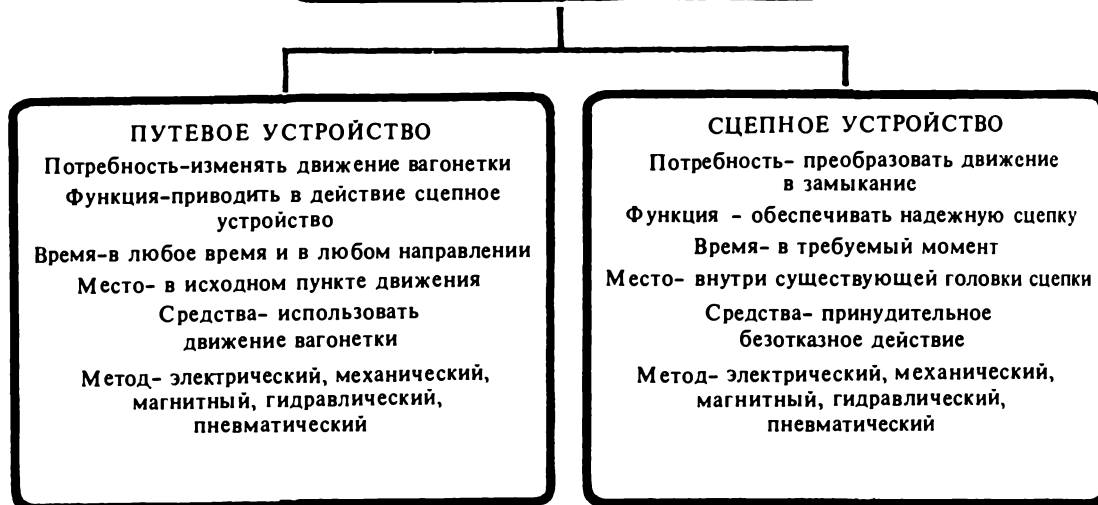 ПУТЕВОЕ УСТРОЙСТВО
Потребность-изменять движение вагонетки
Функция-приводить в действие сцепное
устройство
Время-в любое время и в любом направлении
Место- в исходном пункте движения
Средства- использовать
движение вагонетки
Метод- электрический, механический,
магнитный, гидравлический,
пневматический
СЦЕПНОЕ УСТРОЙСТВО
Потребность- преобразовать движение
в замыкание
Функция - обеспечивать надежную сцепку
Время- в требуемый момент
Место- внутри существующей головки сцепки
Средства- принудительное
безотказное действие
Метод- электрический, механический,
магнитный, гидравлический,
пневматический